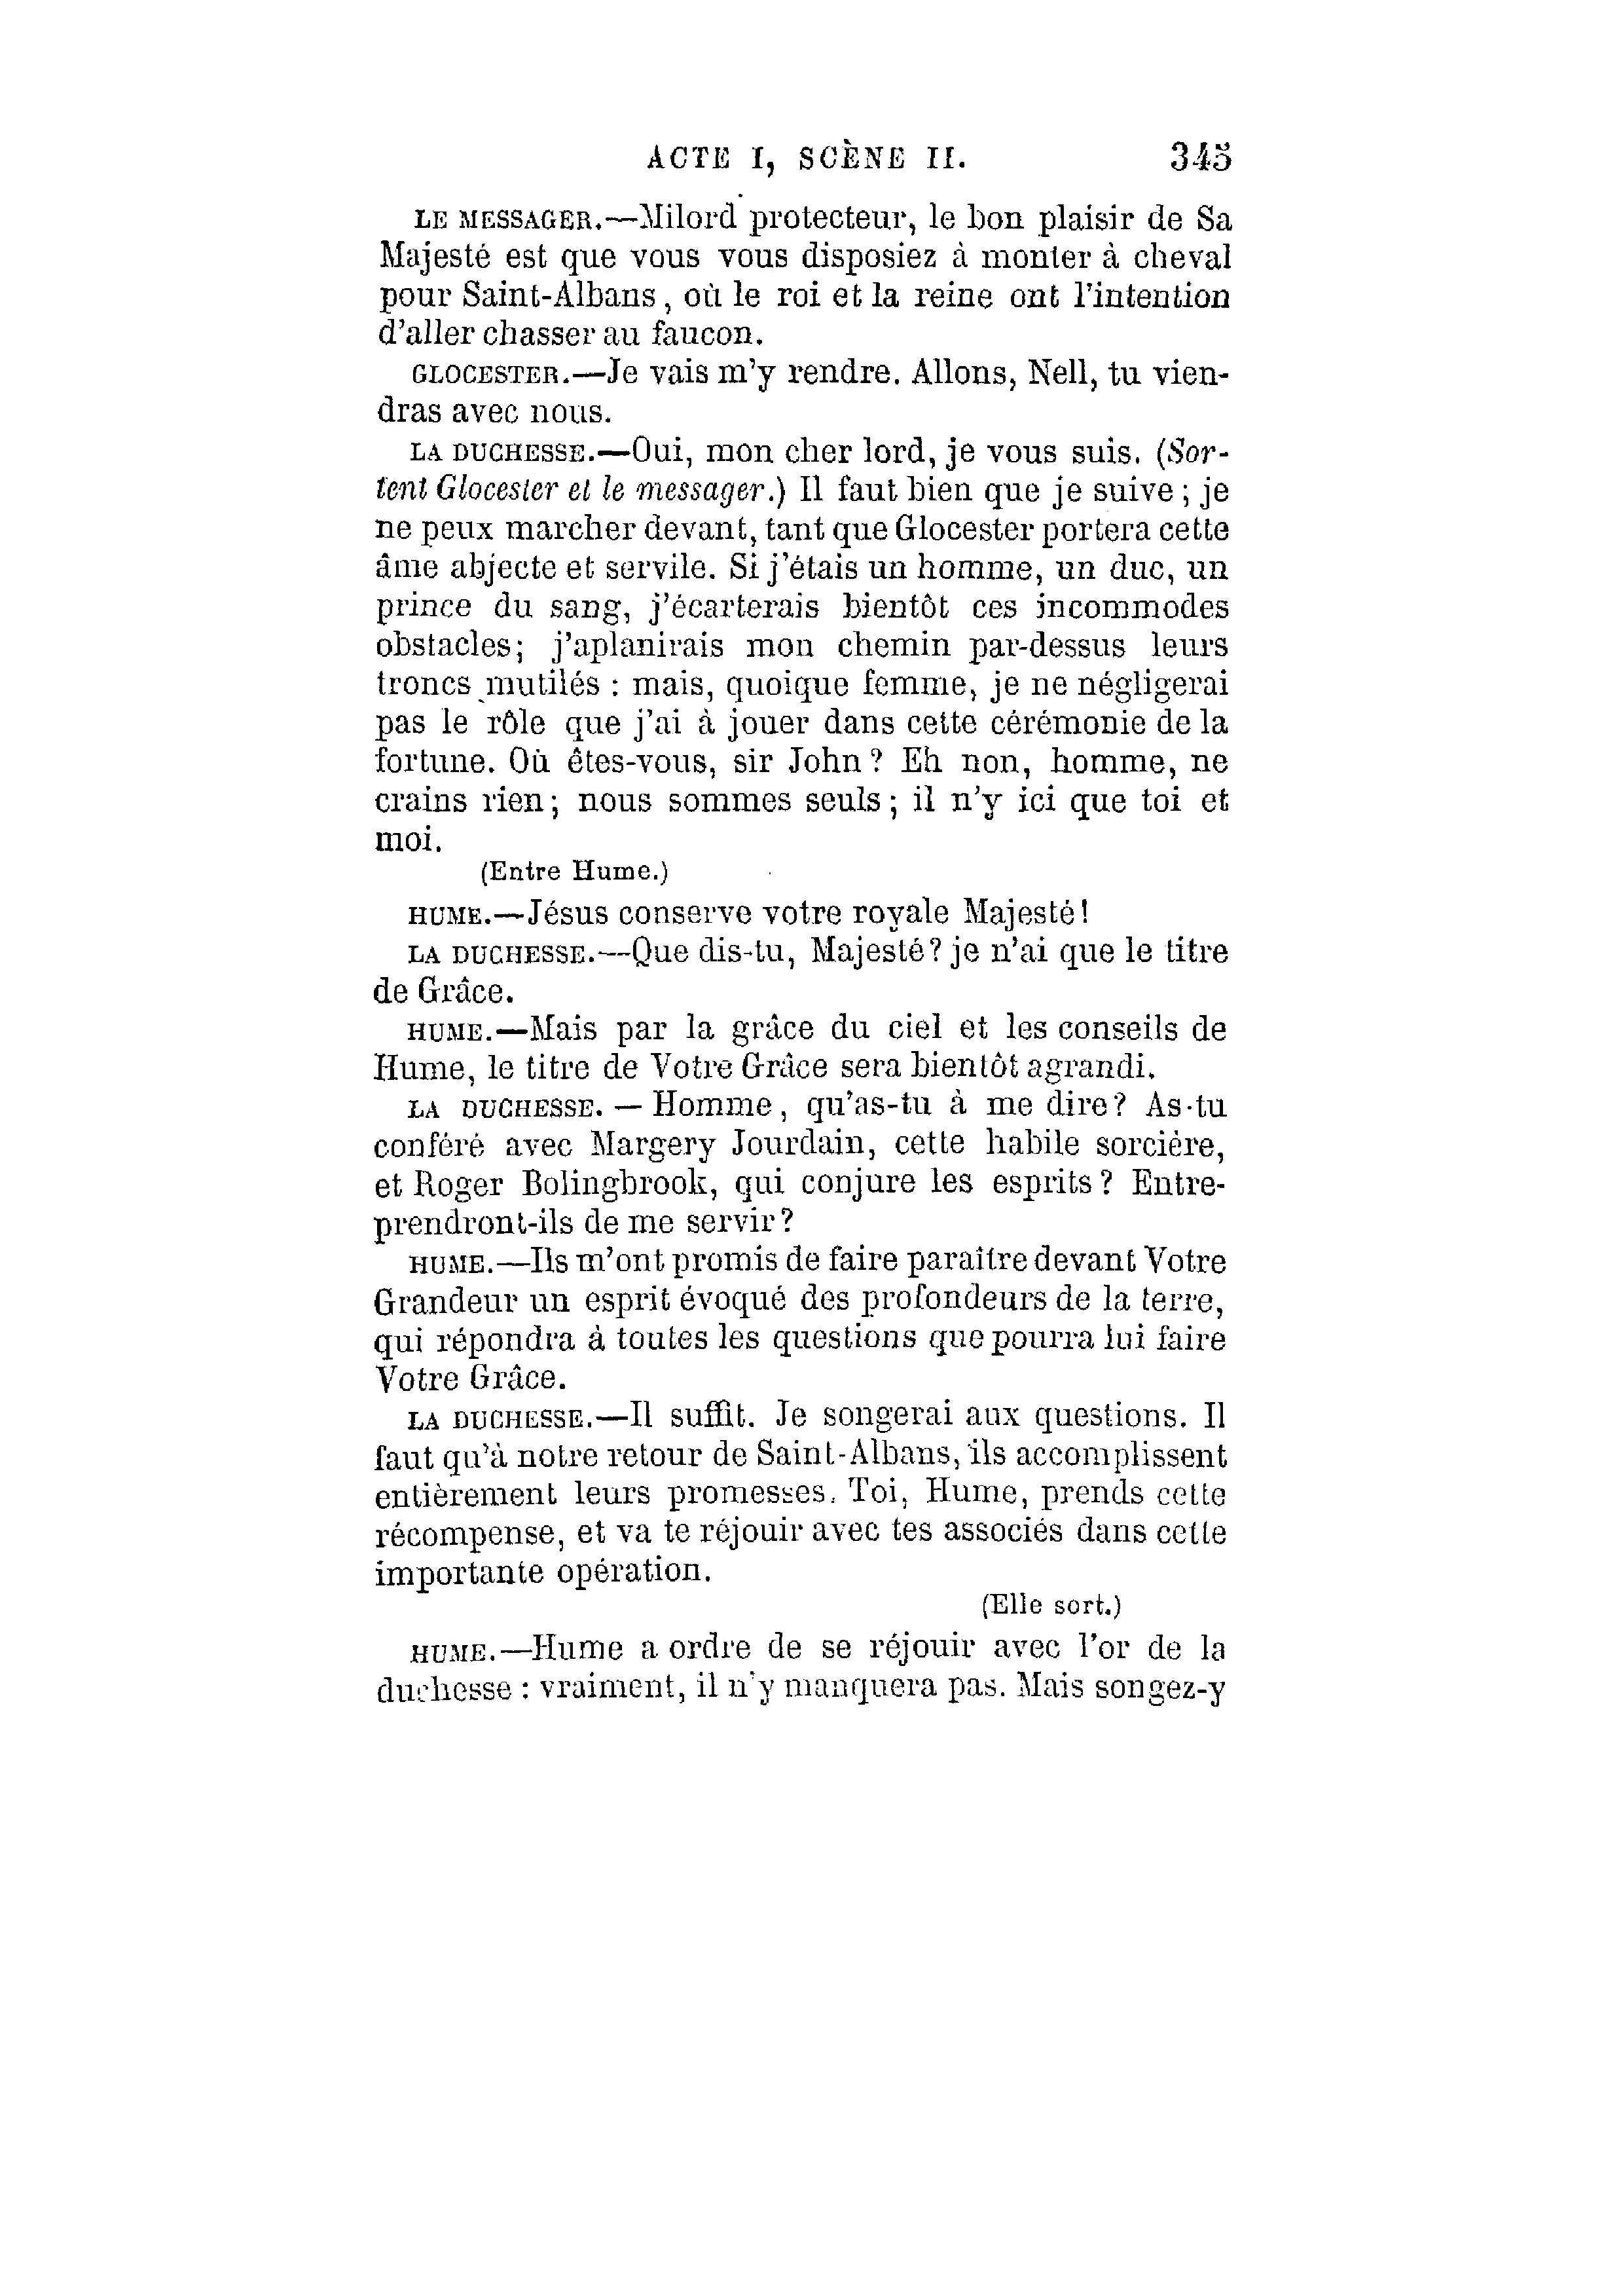 ACTE I, SCÈNE II. 345
LE MESSAGER.—Milord protecteur, le bon plaisir de Sa
Majesté est que vous vous disposiez à monter à cheval
pour Saint-Albans, où le roi et la reine ont l'intention
d'aller chasser au faucon.
GLOCESTER.—Je vais m'y rendre. Allons, Nell, tu vien-
dras avec nous.
LA DUCHESSE.—Oui, mon cher lord, je vous suis. (Sor-
tent Glocester et le messager.) Il faut bien que je suive ; je
ne peux marcher devant, tant que Glocester portera cette
âme abjecte et servile. Si j'étais un homme, un duc, un
prince du sang, j'écarterais bientôt ces incommodes
obstacles; j'aplanirais mon chemin par-dessus leurs
troncs mutilés : mais, quoique femme, je ne négligerai
pas le rôle que j'ai à jouer dans cette cérémonie de la
fortune. Où êtes-vous, sir John ? Eh non, homme, ne
crains rien ; nous sommes seuls ; il n'y ici que toi et
moi.
(Entre Hume.)
HUME.—Jésus conserve votre royale Majesté !
LA DUCHESSE.—Que dis-tu, Majesté ? je n'ai que le titre
de Grâce.
HUME.—Mais par la grâce du ciel et les conseils de
Hume, le titre de Votre Grâce sera bientôt agrandi.
LA DUCHESSE. — Homme, qu'as-tu à me dire ? As-tu
conféré avec Margery Jourdain, cette habile sorcière,
et Roger Bolingbrook, qui conjure les esprits ? Entre-
prendront-ils de me servir ?
HUME.—Ils m'ont promis de faire paraître devant Votre
Grandeur un esprit évoqué des profondeurs de la terre,
qui répondra à toutes les questions que pourra lui faire
Votre Grâce.
LA DUCHESSE.—Il suffit. Je songerai aux questions. Il
faut qu'à notre retour de Saint-Albans, ils accomplissent
entièrement leurs promesses. Toi, Hume, prends cette
récompense, et va te réjouir avec tes associés dans cette
importante opération.
(Elle sort.)
HUME.—Hume a ordre de se réjouir avec l'or de la
duchesse : vraiment, il n'y manquera pas. Mais songez-y